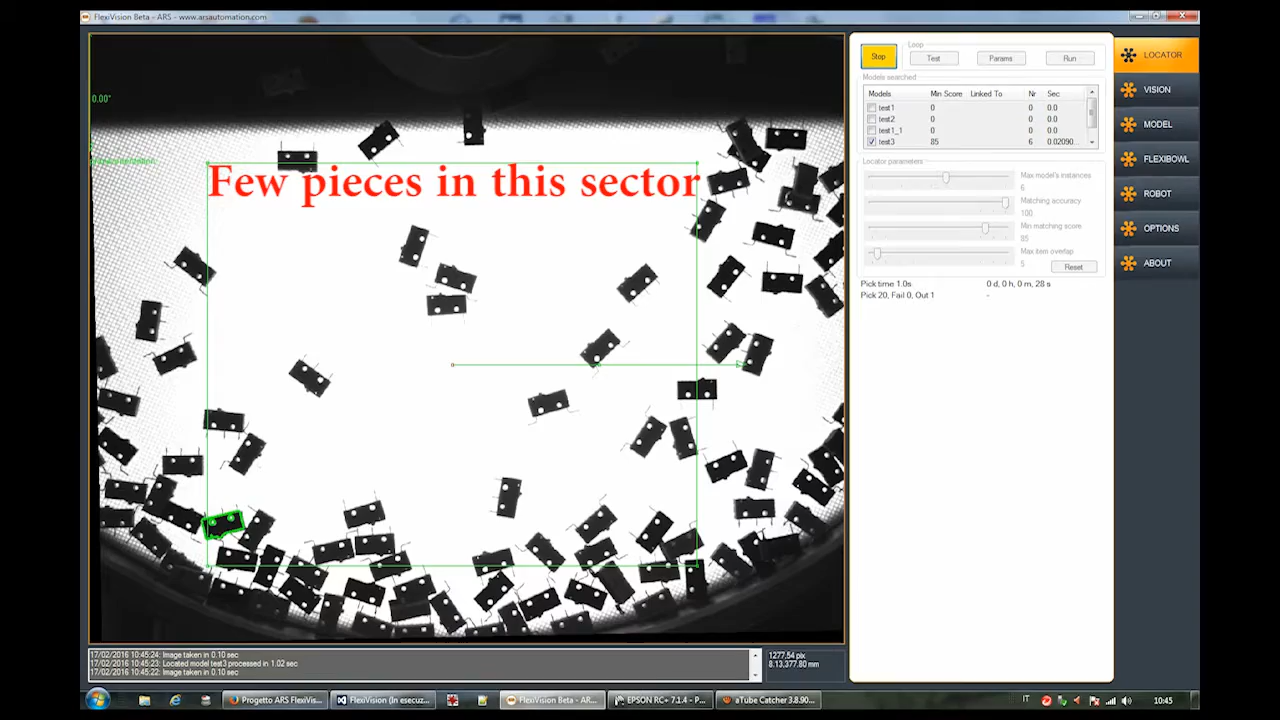 FlexiVision Beta - ARS - www.arsautomation.com
0.00°
Few pieces in this sector
Stop
Loop
Test
Params
Run
Models searched
Models Min Score Linked To Nr Sec
test1 0 0 0.0
test2 0 0 0.0
test1_1 0 0 0.0
test3 85 6 0.02090...
Locator parameters
Max model's instances
6
Matching accuracy
100
Min matching score
85
Max item overlap
5
Reset
Pick time 1.0s 0 d, 0 h, 0 m, 28 s
Pick 20, Fail 0, Out 1 -
LOCATOR
VISION
MODEL
FLEXIBOWL
ROBOT
OPTIONS
ABOUT
17/02/2016 10:45:24: Image taken in 0.10 sec
17/02/2016 10:45:23: Located model test3 processed in 1.02 sec
17/02/2016 10:45:22: Image taken in 0.10 sec
1277.54 pix
8.13,377.80 mm
Progetto ARS FlexiVis...
FlexiVision (In esecuz...
FlexiVision Beta - AR...
EPSON RC+ 7.1.4 - P...
aTube Catcher 3.8.90...
IT
10:45